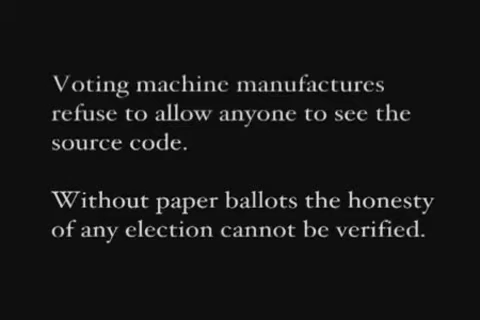 Voting machine manufactures
refuse to allow anyone to see the
source code.
Without paper ballots the honesty
of any election cannot be verified.